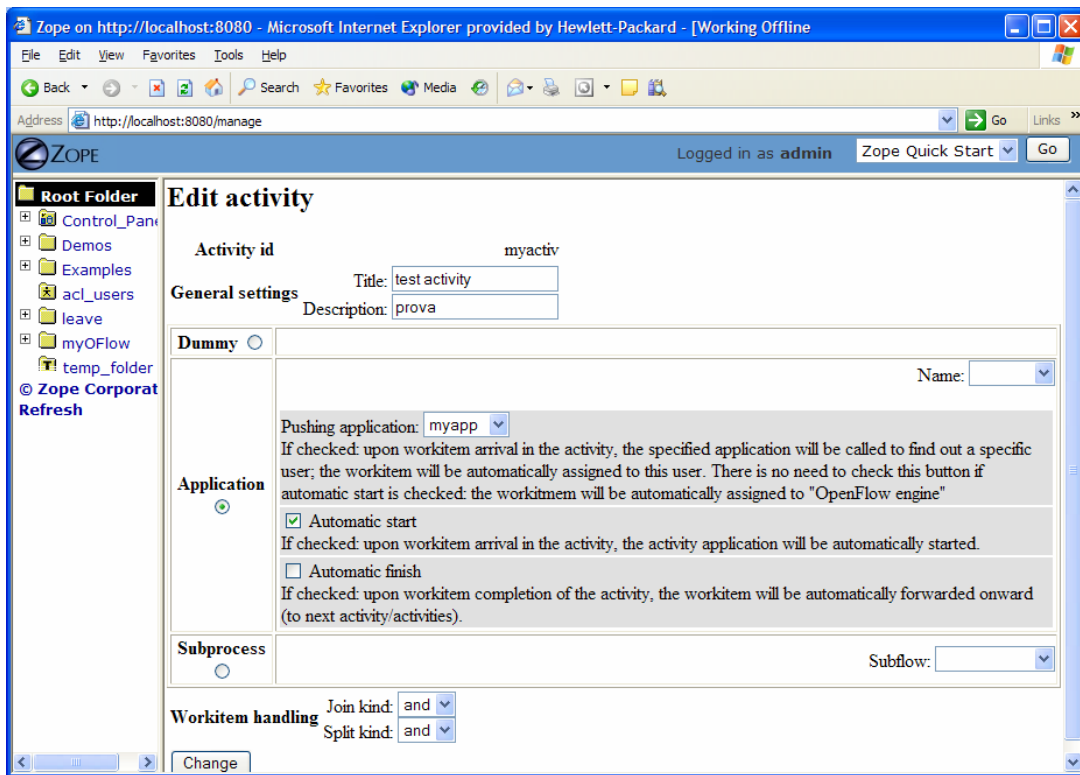 Zope on http://localhost:8080 - Microsoft Internet Explorer provided by Hewlett-Packard - [Working Offline
File Edit View Favorites Tools Help
Back Search Favorites Media
Address http://localhost:8080/manage Go Links »
ZOPE Logged in as admin Zope Quick Start Go
Root Folder
Control_Pane
Demos
Examples
acl_users
leave
myOFlow
temp_folder
© Zope Corporat
Refresh
Edit activity
Activity id myactiv
General settings
Title: test activity
Description: prova
Dummy
Application
Name:
Pushing application: myapp
If checked: upon workitem arrival in the activity, the specified application will be called to find out a specific
user; the workitem will be automatically assigned to this user. There is no need to check this button if
automatic start is checked: the workitmem will be automatically assigned to "OpenFlow engine"
Automatic start
If checked: upon workitem arrival in the activity, the activity application will be automatically started.
Automatic finish
If checked: upon workitem completion of the activity, the workitem will be automatically forwarded onward
(to next activity/activities).
Subprocess
Subflow:
Workitem handling
Join kind: and
Split kind: and
Change